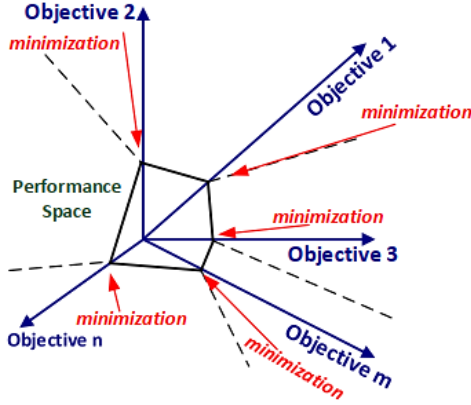 Objective 2
minimization
Objective 1
minimization
Performance
Space
minimization
Objective 3
minimization
Objective n
minimization
Objective m